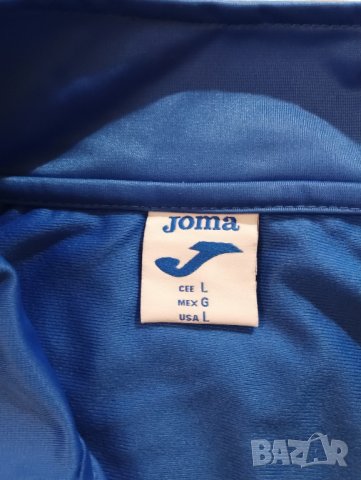 Joma
CEE L
MEX G
USA L
BAZAR